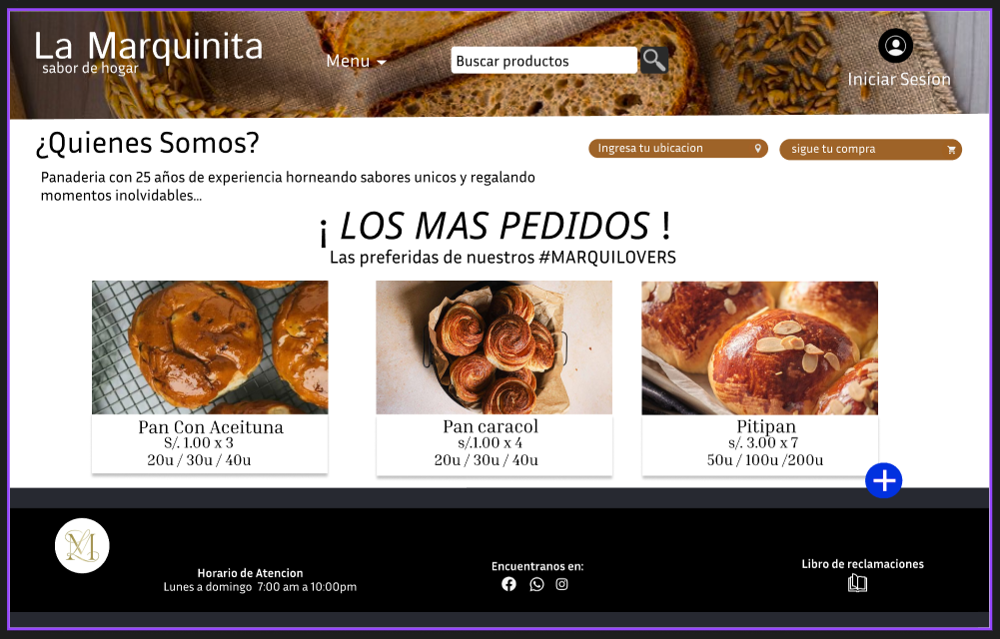 La Marquinita
sabor de hogar
Menu
Buscar productos
Iniciar Sesion
¿Quienes Somos?
Ingresa tu ubicacion
sigue tu compra
Panaderia con 25 años de experiencia horneando sabores unicos y regalando
momentos inolvidables...
¡ LOS MAS PEDIDOS !
Las preferidas de nuestros #MARQUILOVERS
Pan Con Aceituna
S/. 1.00 x 3
20u / 30u / 40u
Pan caracol
s/.1.00 x 4
20u / 30u / 40u
Pitipan
s/. 3.00 x 7
50u / 100u /200u
M
Horario de Atencion
Lunes a domingo 7:00 am a 10:00pm
Encuentranos en:
Libro de reclamaciones